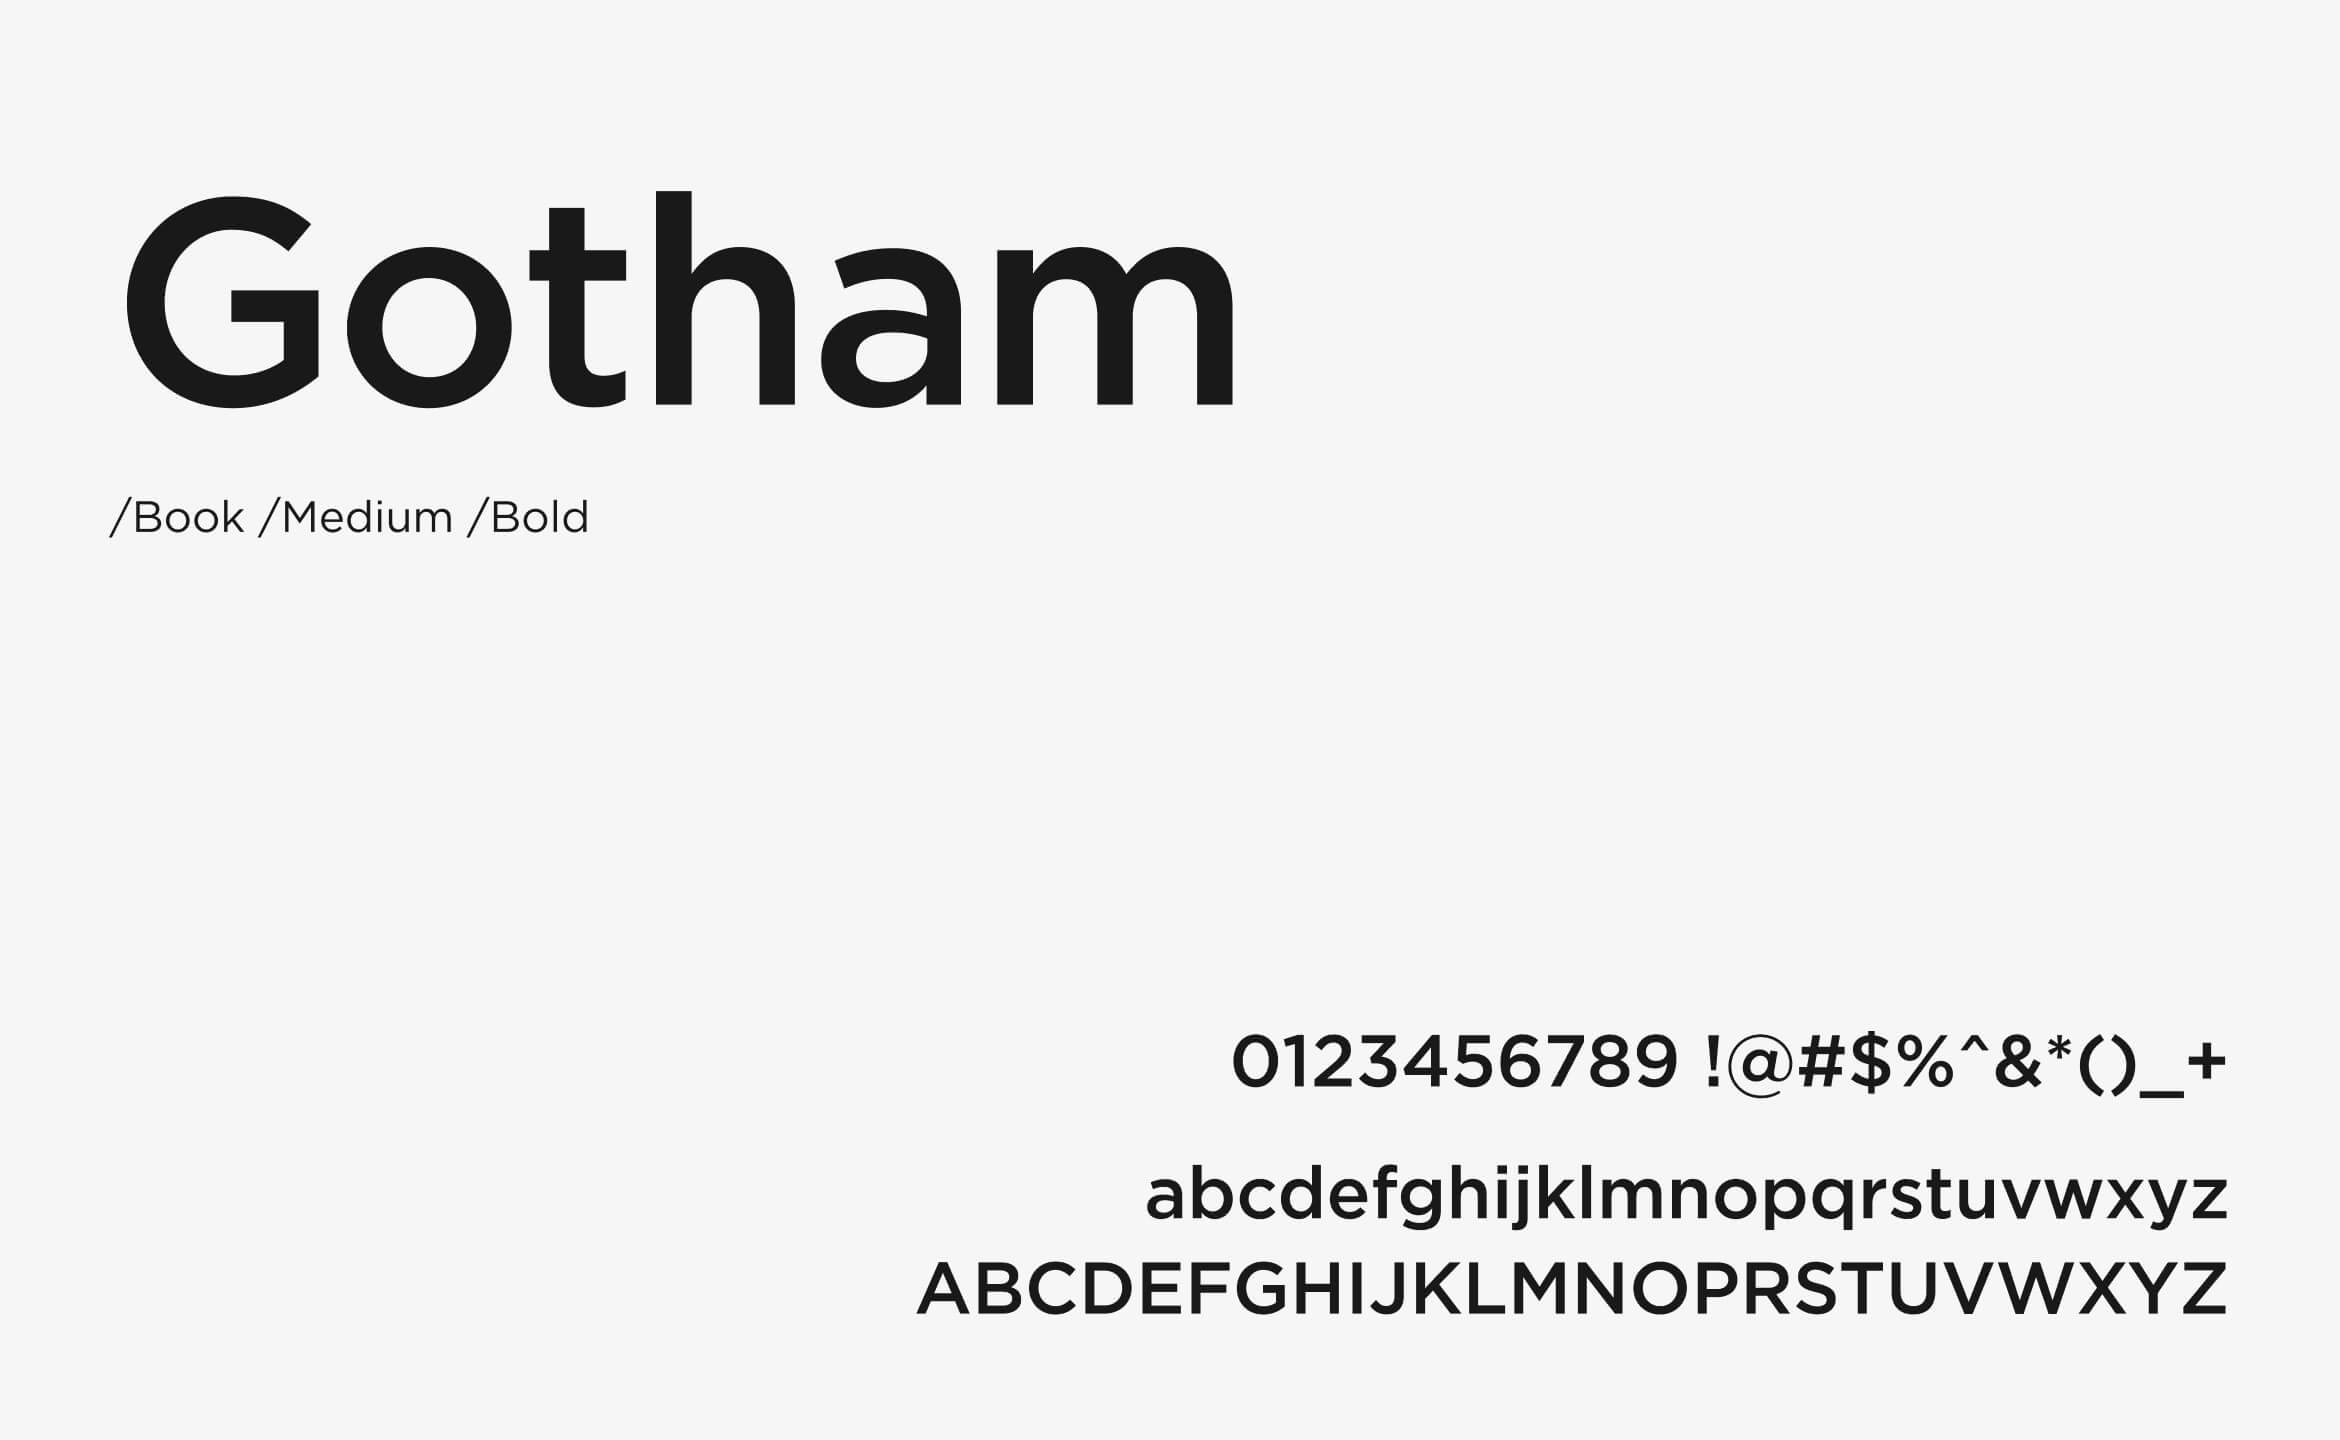 Gotham
/Book /Medium /Bold
0123456789 !@#$%^&*()_+
abcdefghijklmnopqrstuvwxyz
ABCDEFGHIJKLMNOPRSTUVWXYZ